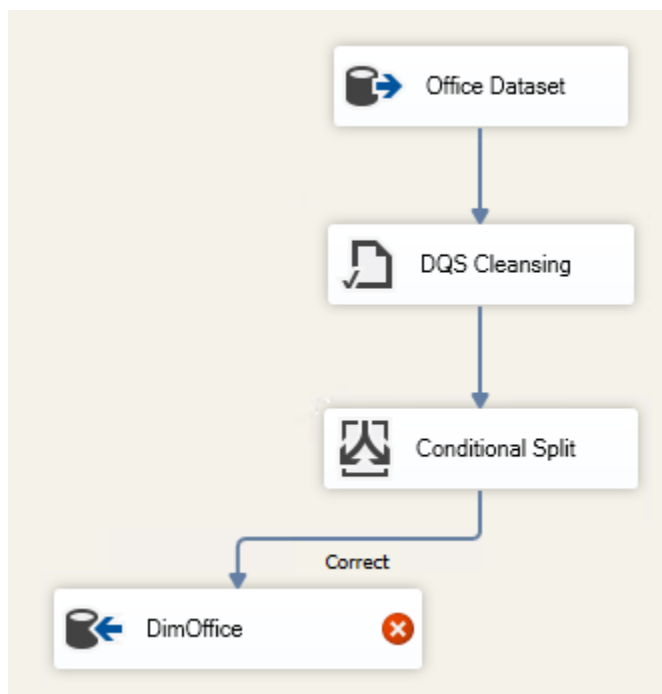 Office Dataset
DQS Cleansing
Conditional Split
Correct
DimOffice